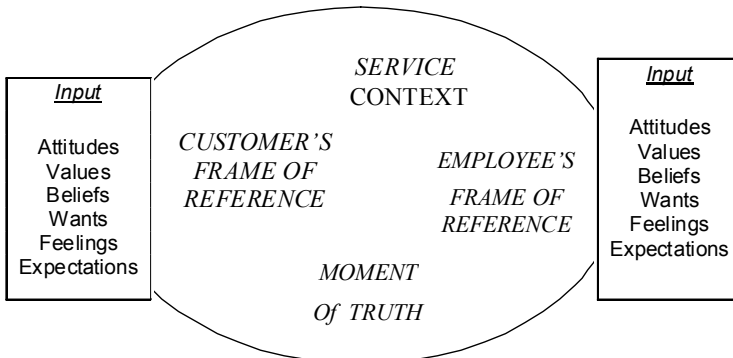 SERVICE
CONTEXT
Input
Attitudes
Values
Beliefs
Wants
Feelings
Expectations
CUSTOMER'S
FRAME OF
REFERENCE
EMPLOYEE'S
FRAME OF
REFERENCE
Input
Attitudes
Values
Beliefs
Wants
Feelings
Expectations
MOMENT
Of TRUTH